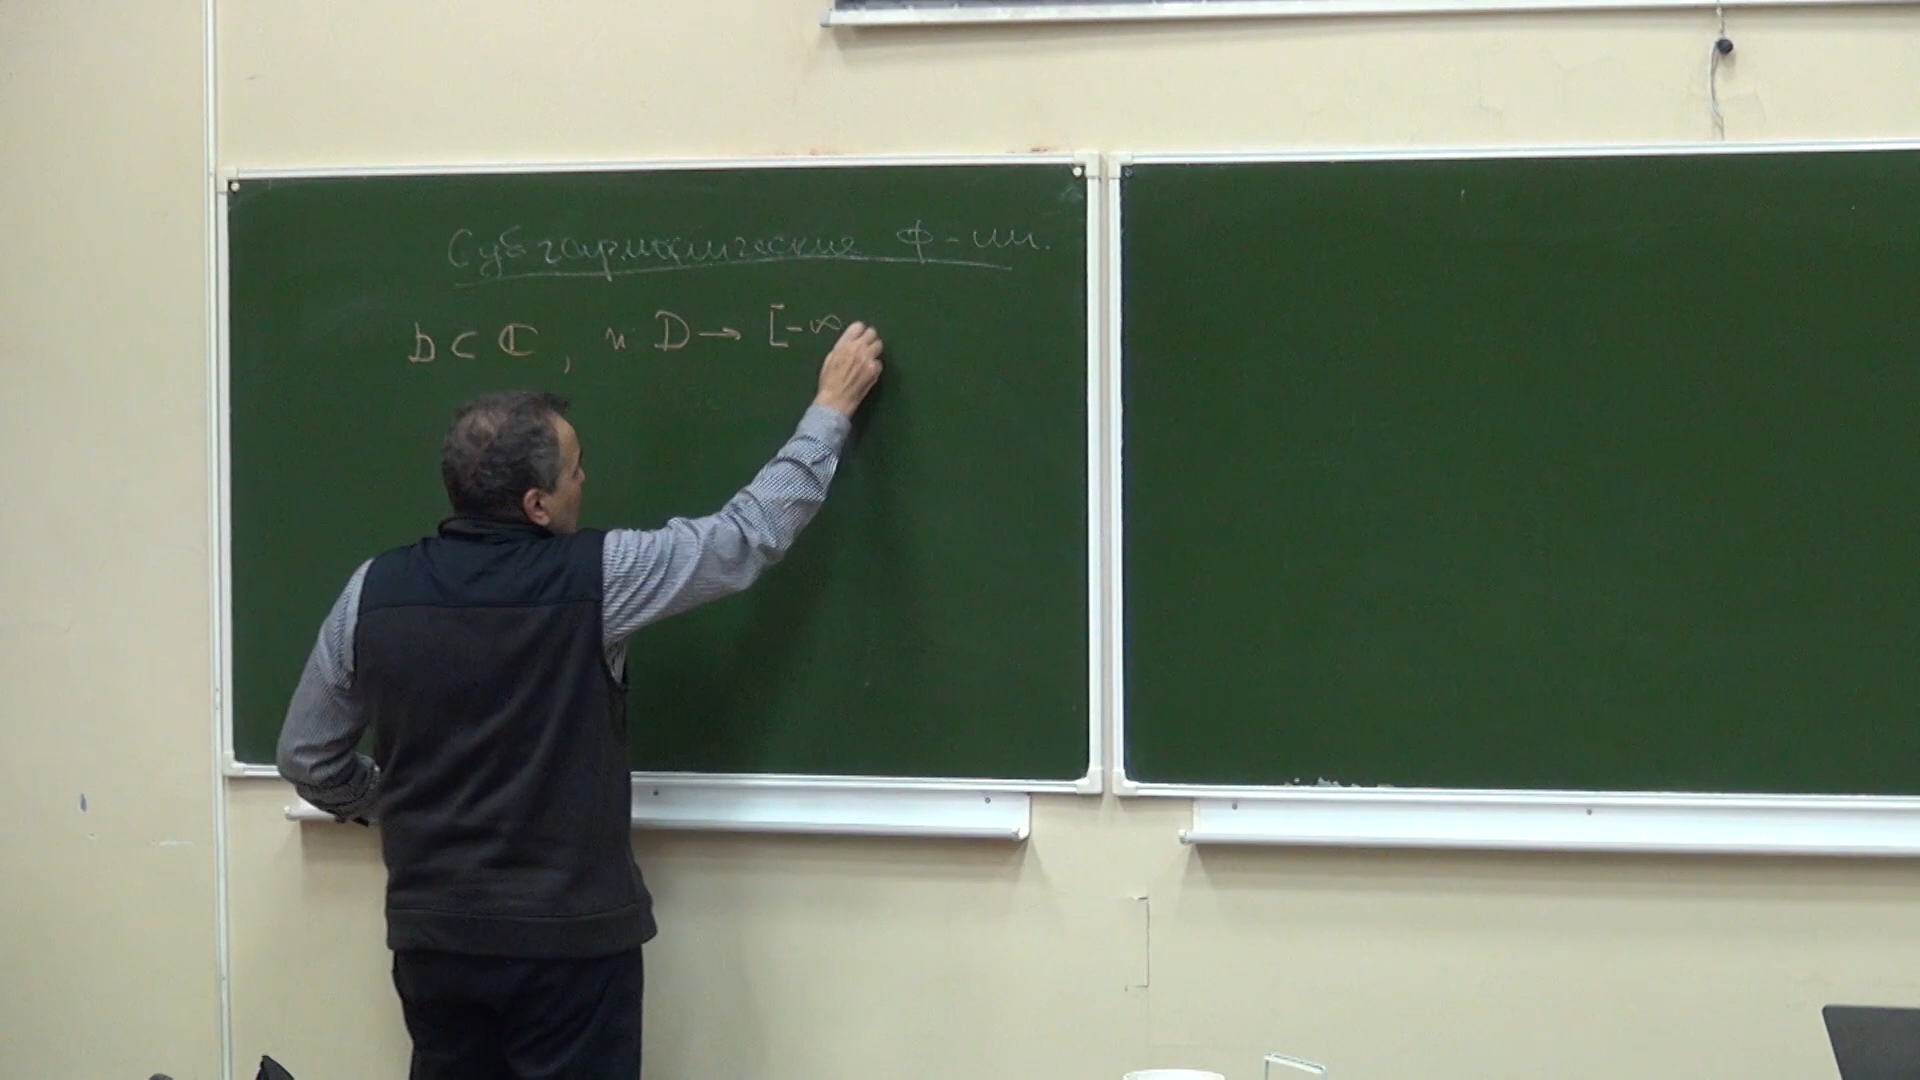 Субгармонические ф-ии.
D ⊂ ℂ, u D → [-∞